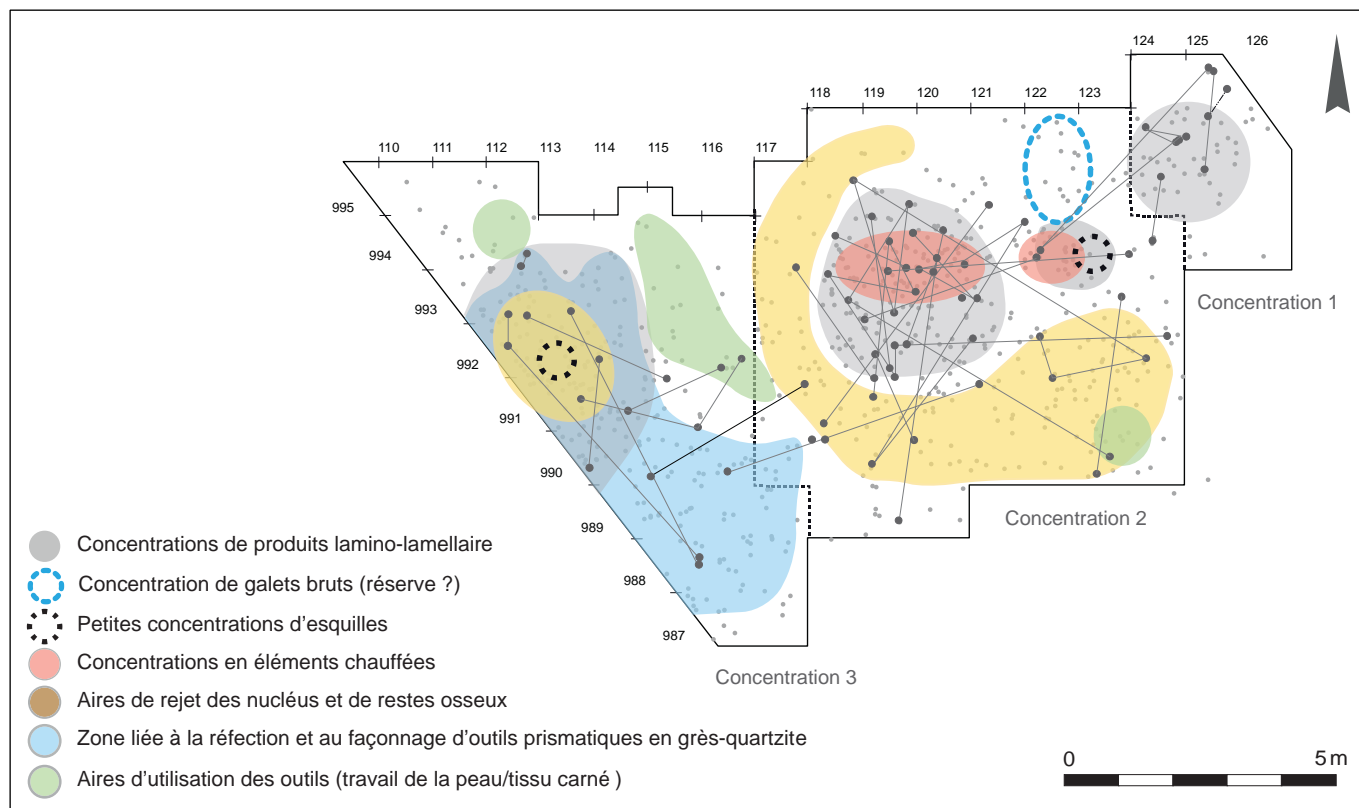 124 125 126
118 119 120 121 122 123
110 111 112 113 114 115 116 117
995
994
993
992
991
990
989
988
987
Concentration 1
Concentration 2
Concentration 3
Concentrations de produits lamino-lamellaire
Concentration de galets bruts (réserve ?)
Petites concentrations d'esquilles
Concentrations en éléments chauffées
Aires de rejet des nucléus et de restes osseux
Zone liée à la réfection et au façonnage d'outils prismatiques en grès-quartzite
Aires d'utilisation des outils (travail de la peau/tissu carné )
0 5 m